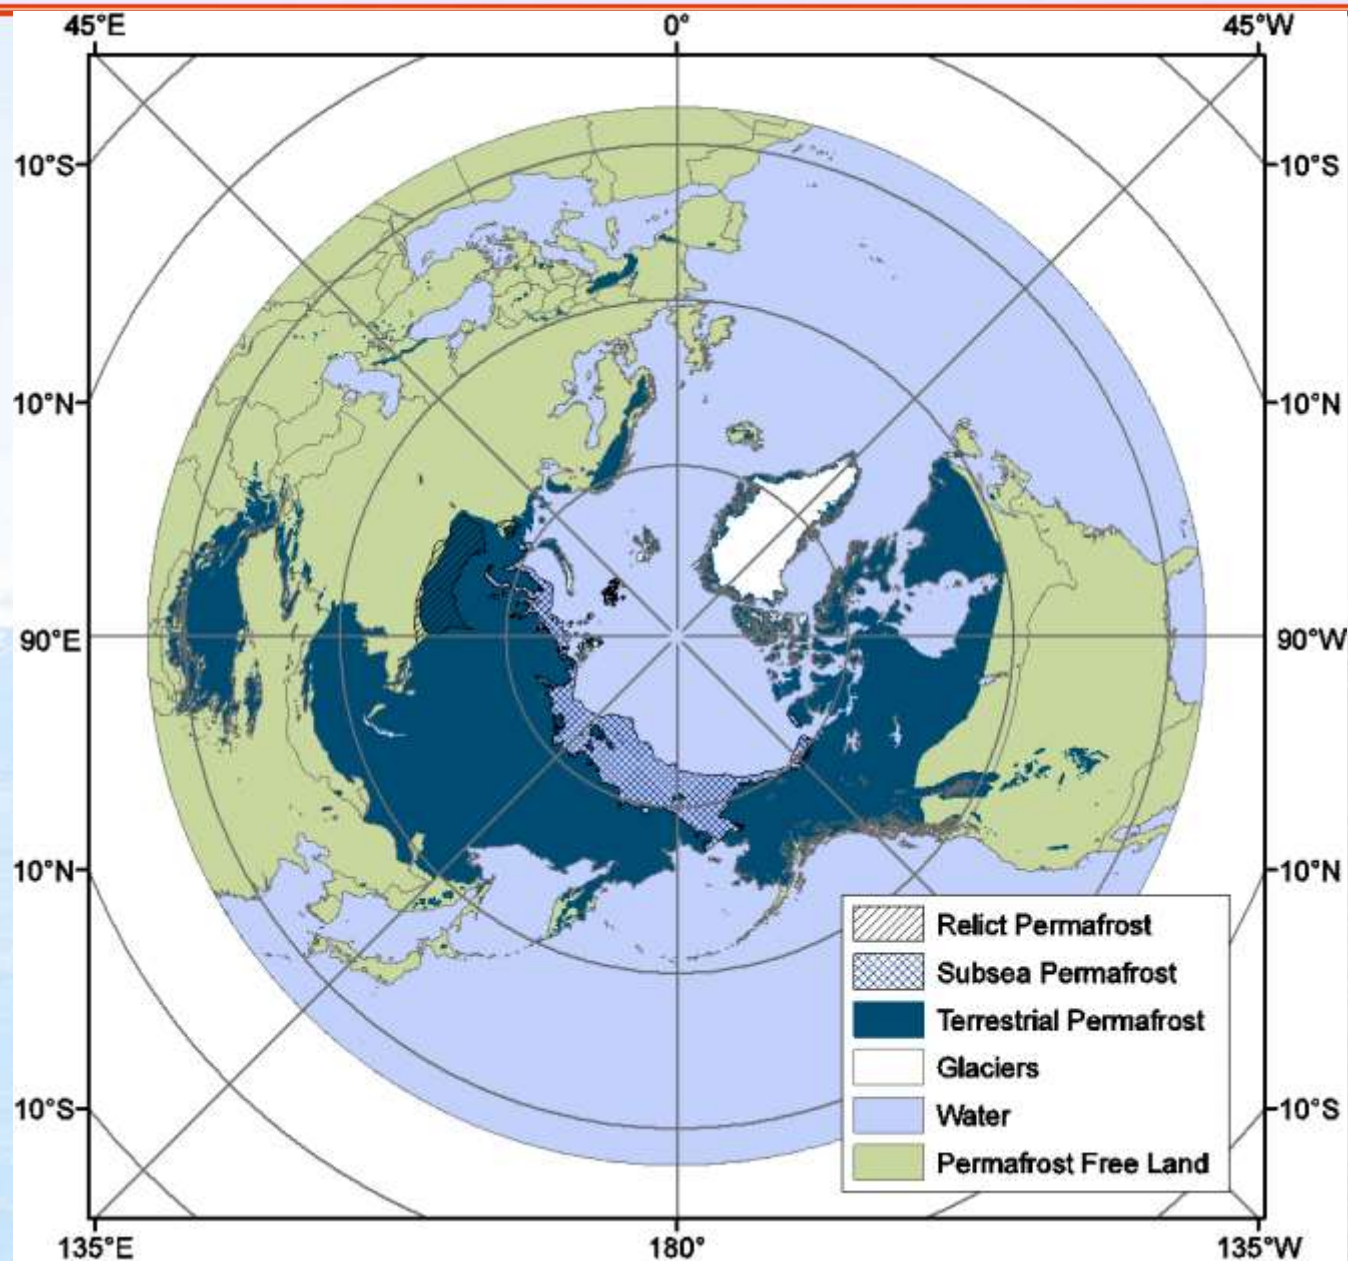 45°E 0° 45°W
10°S 10°S
10°N 10°N
90°E 90°W
10°N 10°N
Relict Permafrost
Subsea Permafrost
Terrestrial Permafrost
Glaciers
10°S 10°S
Water
Permafrost Free Land
135°E 180° 135°W